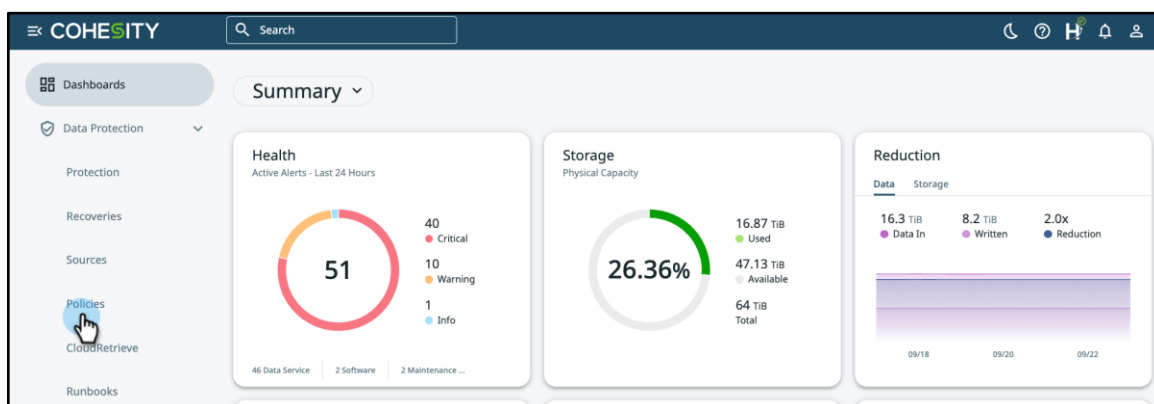 COHESITY
Search
Dashboards
Data Protection
Protection
Recoveries
Sources
Policies
CloudRetrieve
Runbooks
Summary
Health
Active Alerts - Last 24 Hours
51
40
Critical
10
Warning
1
Info
46 Data Service
2 Software
2 Maintenance ...
Storage
Physical Capacity
26.36%
16.87 TiB
Used
47.13 TiB
Available
64 TiB
Total
Reduction
Data Storage
16.3 TiB 8.2 TiB 2.0x
Data In Written Reduction
09/18 09/20 09/22